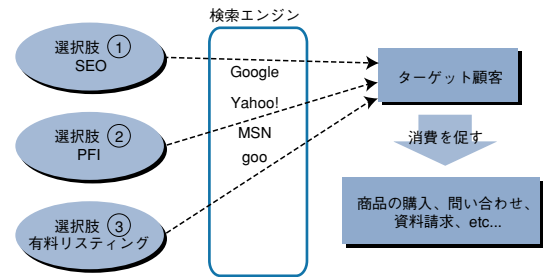 検索エンジン
選択肢 ①
SEO
選択肢 ②
PFI
選択肢 ③
有料リスティング
Google
Yahoo!
MSN
goo
ターゲット顧客
消費を促す
商品の購入、問い合わせ、
資料請求、etc...